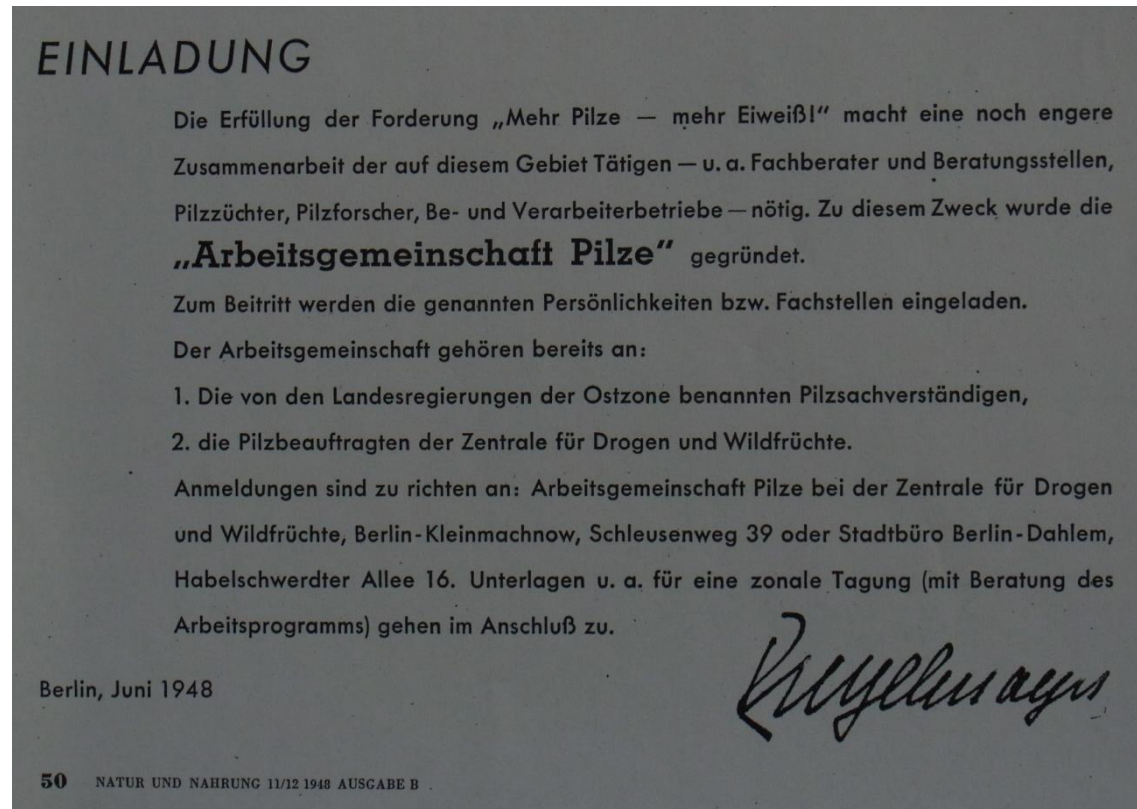 EINLADUNG
Die Erfüllung der Forderung „Mehr Pilze — mehr Eiweiß!“ macht eine noch engere
Zusammenarbeit der auf diesem Gebiet Tätigen — u. a. Fachberater und Beratungsstellen,
Pilzzüchter, Pilzforscher, Be- und Verarbeiterbetriebe — nötig. Zu diesem Zweck wurde die
„Arbeitsgemeinschaft Pilze“ gegründet.
Zum Beitritt werden die genannten Persönlichkeiten bzw. Fachstellen eingeladen.
Der Arbeitsgemeinschaft gehören bereits an:
1. Die von den Landesregierungen der Ostzone benannten Pilzsachverständigen,
2. die Pilzbeauftragten der Zentrale für Drogen und Wildfrüchte.
Anmeldungen sind zu richten an: Arbeitsgemeinschaft Pilze bei der Zentrale für Drogen
und Wildfrüchte, Berlin-Kleinmachnow, Schleusenweg 39 oder Stadtbüro Berlin-Dahlem,
Habelschwerdter Allee 16. Unterlagen u. a. für eine zonale Tagung (mit Beratung des
Arbeitsprogramms) gehen im Anschluß zu.
Berlin, Juni 1948
50 NATUR UND NAHRUNG 11/12 1948 AUSGABE B